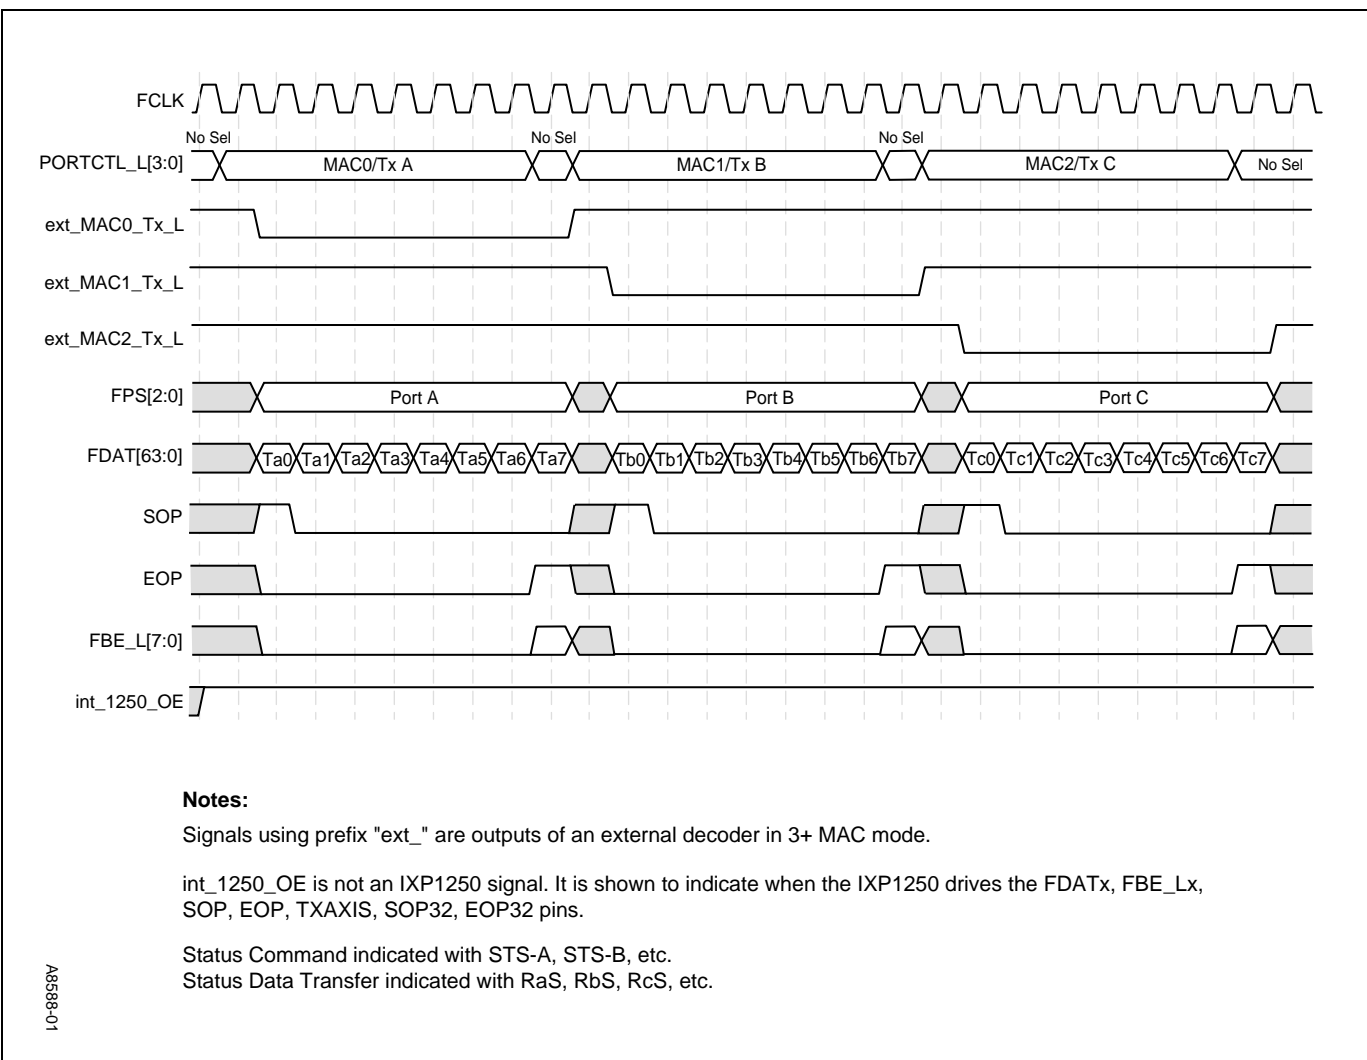 FCLK
No Sel No Sel No Sel
PORTCTL_L[3:0] MAC0/Tx A MAC1/Tx B MAC2/Tx C No Sel
ext_MAC0_Tx_L
ext_MAC1_Tx_L
ext_MAC2_Tx_L
FPS[2:0] Port A Port B Port C
FDAT[63:0] Ta0 Ta1 Ta2 Ta3 Ta4 Ta5 Ta6 Ta7 Tb0 Tb1 Tb2 Tb3 Tb4 Tb5 Tb6 Tb7 Tc0 Tc1 Tc2 Tc3 Tc4 Tc5 Tc6 Tc7
SOP
EOP
FBE_L[7:0]
int_1250_OE
Notes:
Signals using prefix "ext_" are outputs of an external decoder in 3+ MAC mode.
int_1250_OE is not an IXP1250 signal. It is shown to indicate when the IXP1250 drives the FDATx, FBE_Lx,
SOP, EOP, TXAXIS, SOP32, EOP32 pins.
Status Command indicated with STS-A, STS-B, etc.
Status Data Transfer indicated with RaS, RbS, RcS, etc.
A8588-01